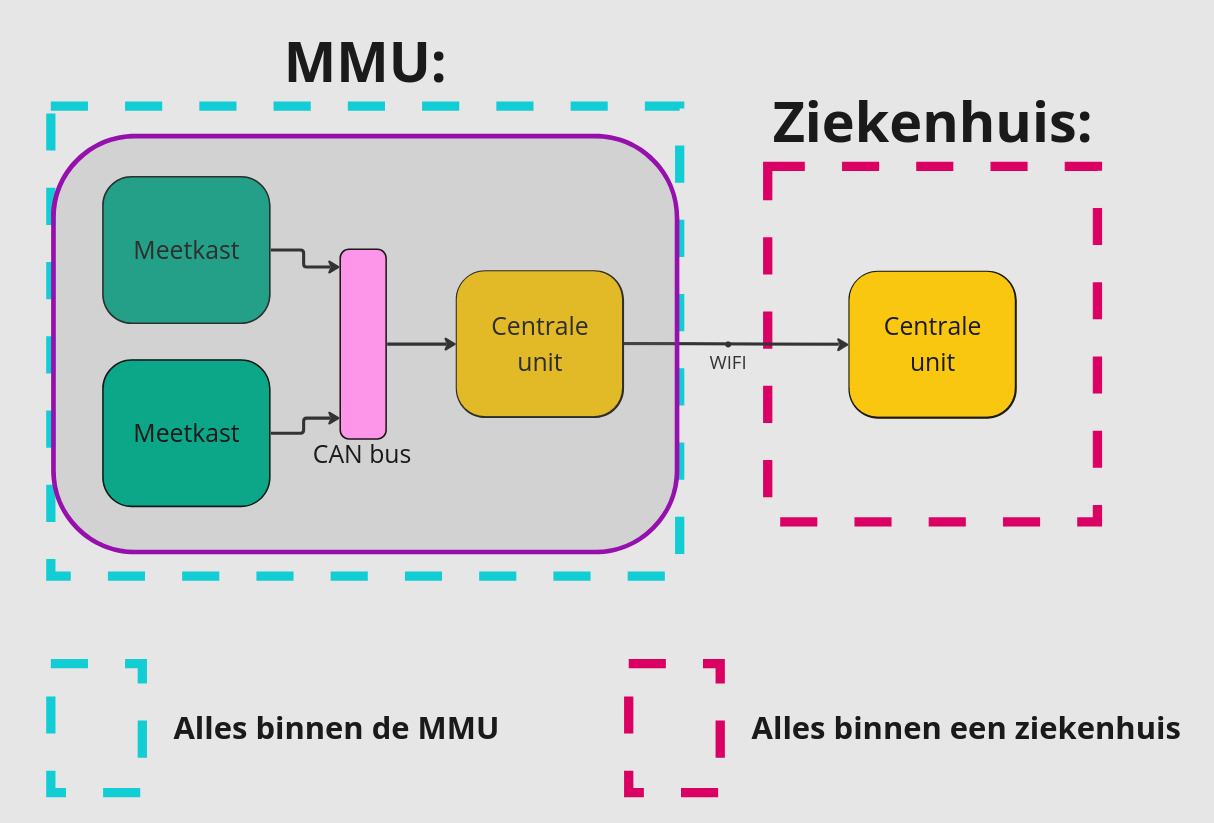 MMU:
Ziekenhuis:
Meetkast
Meetkast
CAN bus
Centrale
unit
WIFI
Centrale
unit
Alles binnen de MMU
Alles binnen een ziekenhuis